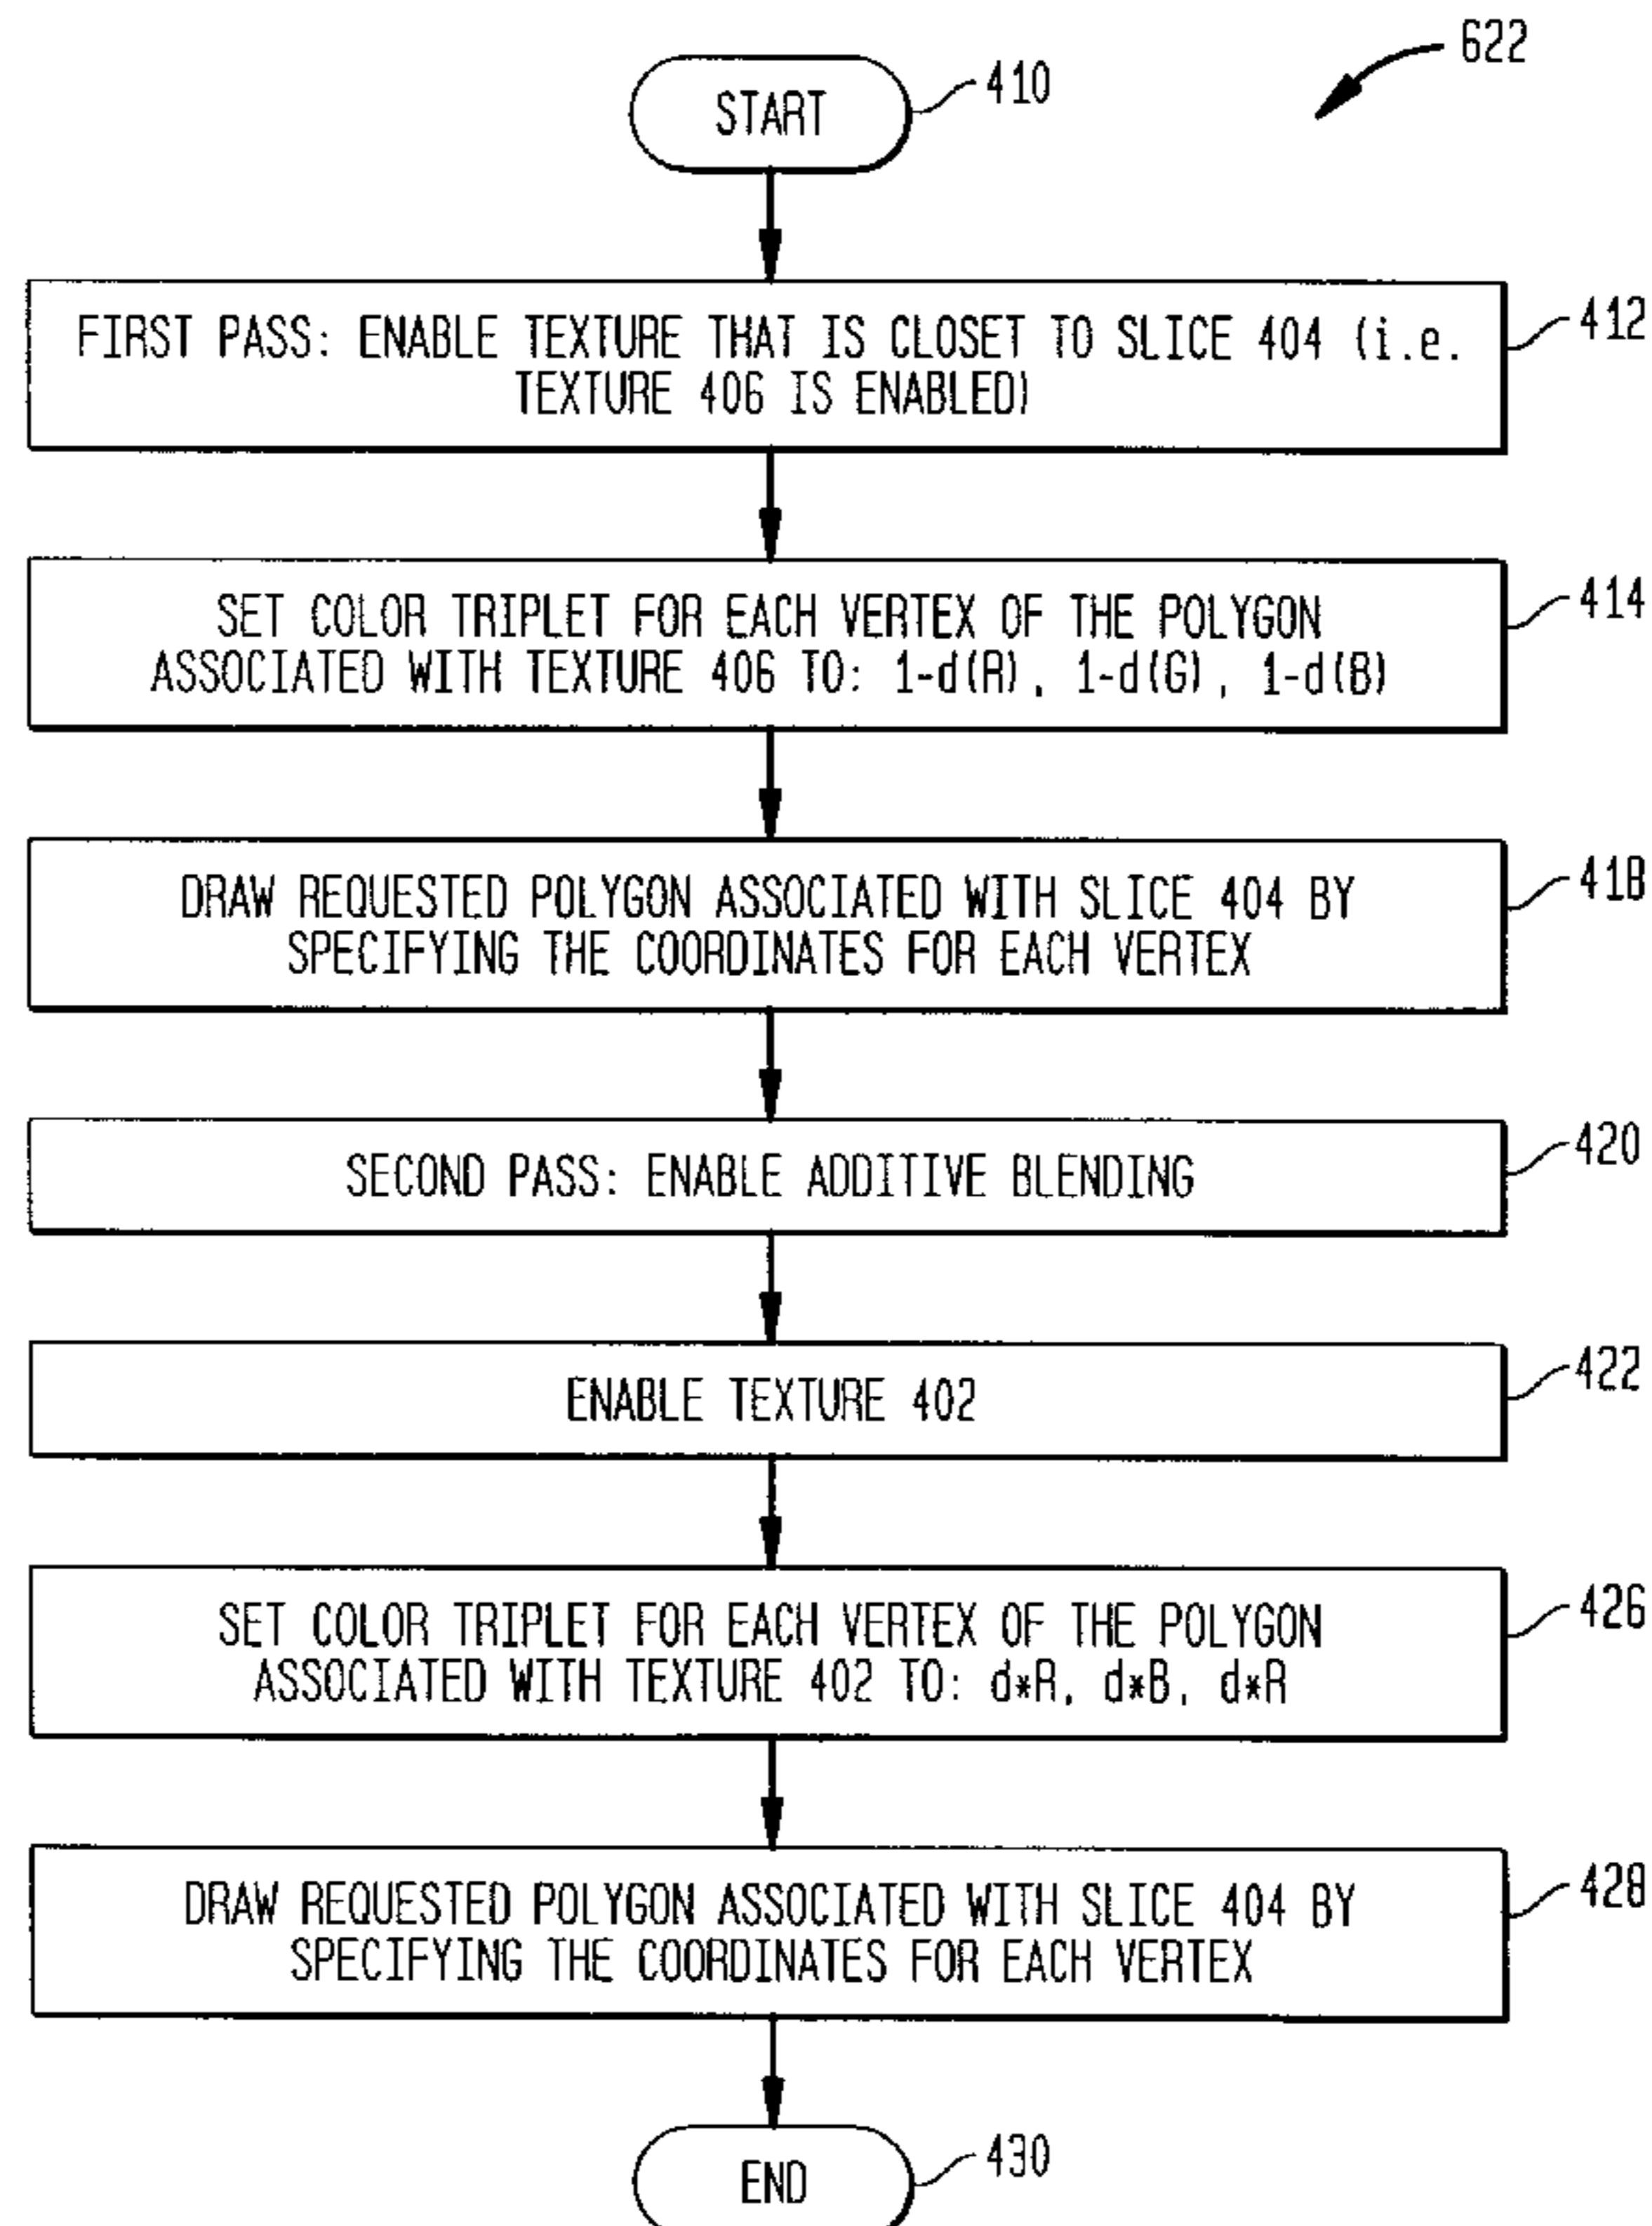 622
START
410
FIRST PASS: ENABLE TEXTURE THAT IS CLOSET TO SLICE 404 (i.e.
TEXTURE 406 IS ENABLED)
412
SET COLOR TRIPLET FOR EACH VERTEX OF THE POLYGON
ASSOCIATED WITH TEXTURE 406 TO: 1-d(R), 1-d(G), 1-d(B)
414
DRAW REQUESTED POLYGON ASSOCIATED WITH SLICE 404 BY
SPECIFYING THE COORDINATES FOR EACH VERTEX
418
SECOND PASS: ENABLE ADDITIVE BLENDING
420
ENABLE TEXTURE 402
422
SET COLOR TRIPLET FOR EACH VERTEX OF THE POLYGON
ASSOCIATED WITH TEXTURE 402 TO: d*R, d*B, d*R
426
DRAW REQUESTED POLYGON ASSOCIATED WITH SLICE 404 BY
SPECIFYING THE COORDINATES FOR EACH VERTEX
428
END
430